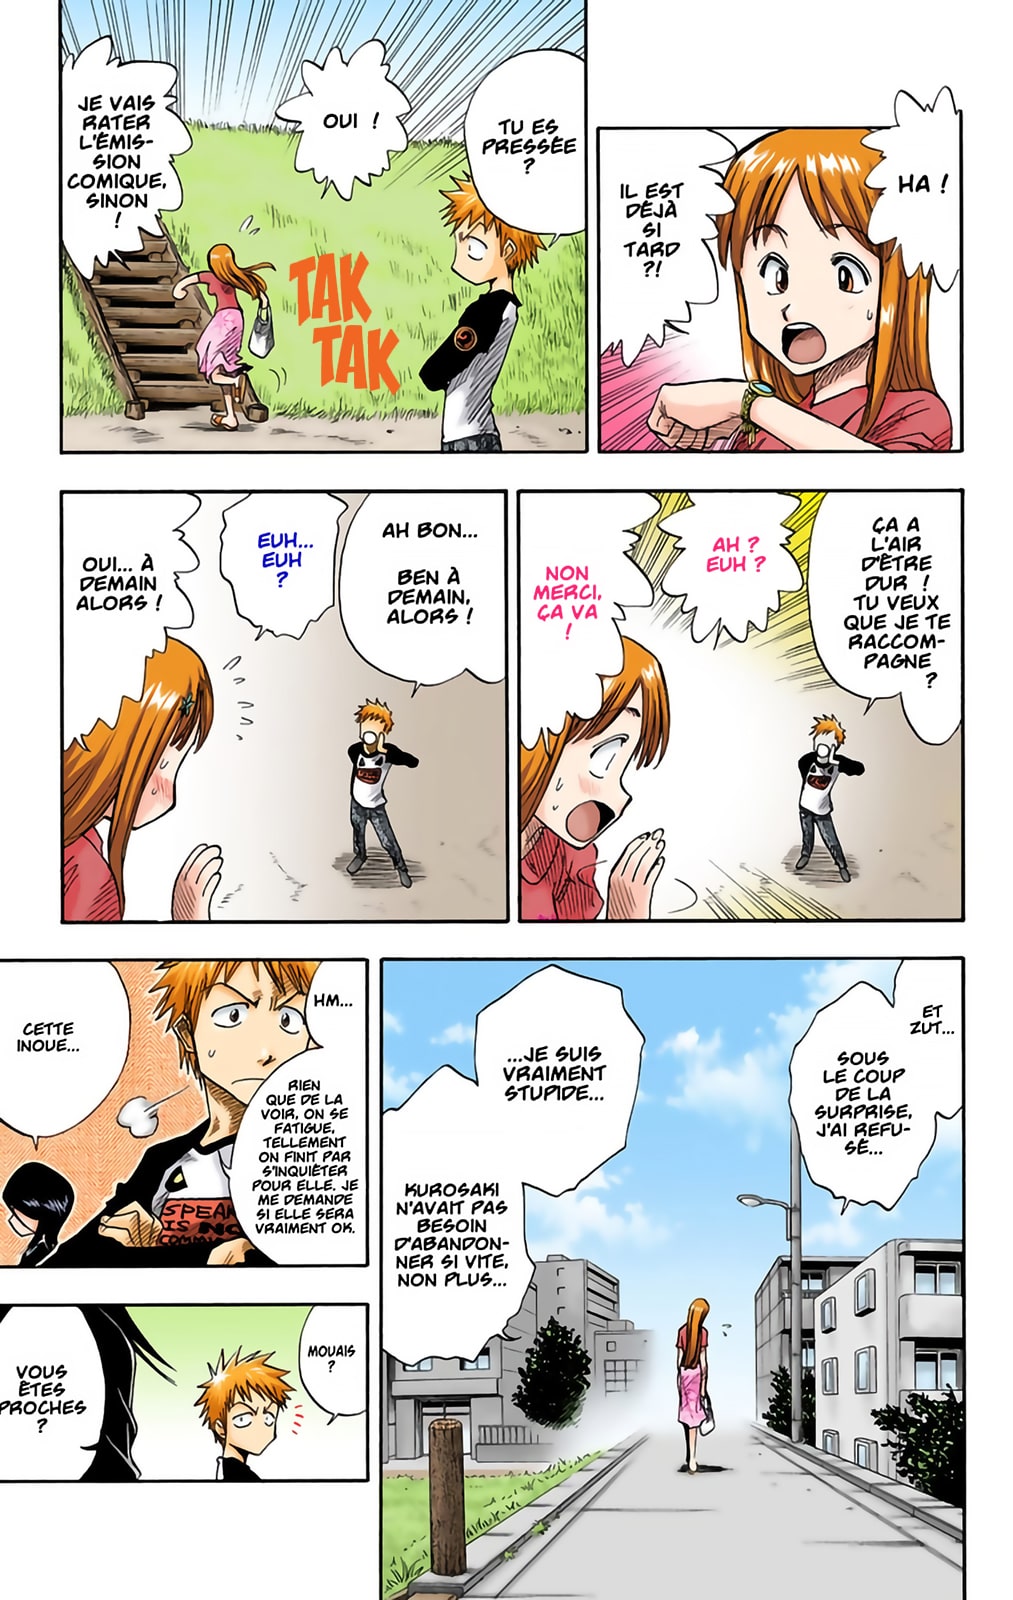 HA !
IL EST
DÉJÀ
SI
TARD
?!
TU ES
PRESSÉE
?
OUI !
JE VAIS
RATER
L'ÉMIS-
SION
COMIQUE,
SINON
!
TAK
TAK
ÇA A
L'AIR
D'ÊTRE
DUR !
TU VEUX
QUE JE TE
RACCOM-
PAGNE
?
AH ?
EUH ?
NON
MERCI,
ÇA VA
!
AH BON...
BEN À
DEMAIN,
ALORS !
EUH...
EUH
?
OUI... À
DEMAIN
ALORS !
ET
ZUT...
SOUS
LE COUP
DE LA
SURPRISE,
J'AI REFU-
SÉ...
...JE SUIS
VRAIMENT
STUPIDE...
KUROSAKI
N'AVAIT PAS
BESOIN
D'ABANDON-
NER SI VITE,
NON PLUS...
HM...
RIEN
QUE DE LA
VOIR, ON SE
FATIGUE,
TELLEMENT
ON FINIT PAR
S'INQUIÈTER
POUR ELLE. JE
ME DEMANDE
SI ELLE SERA
VRAIMENT OK.
SPEAK
IS NO
CETTE
INOUE...
MOUAIS
?
VOUS
ÊTES
PROCHES
?